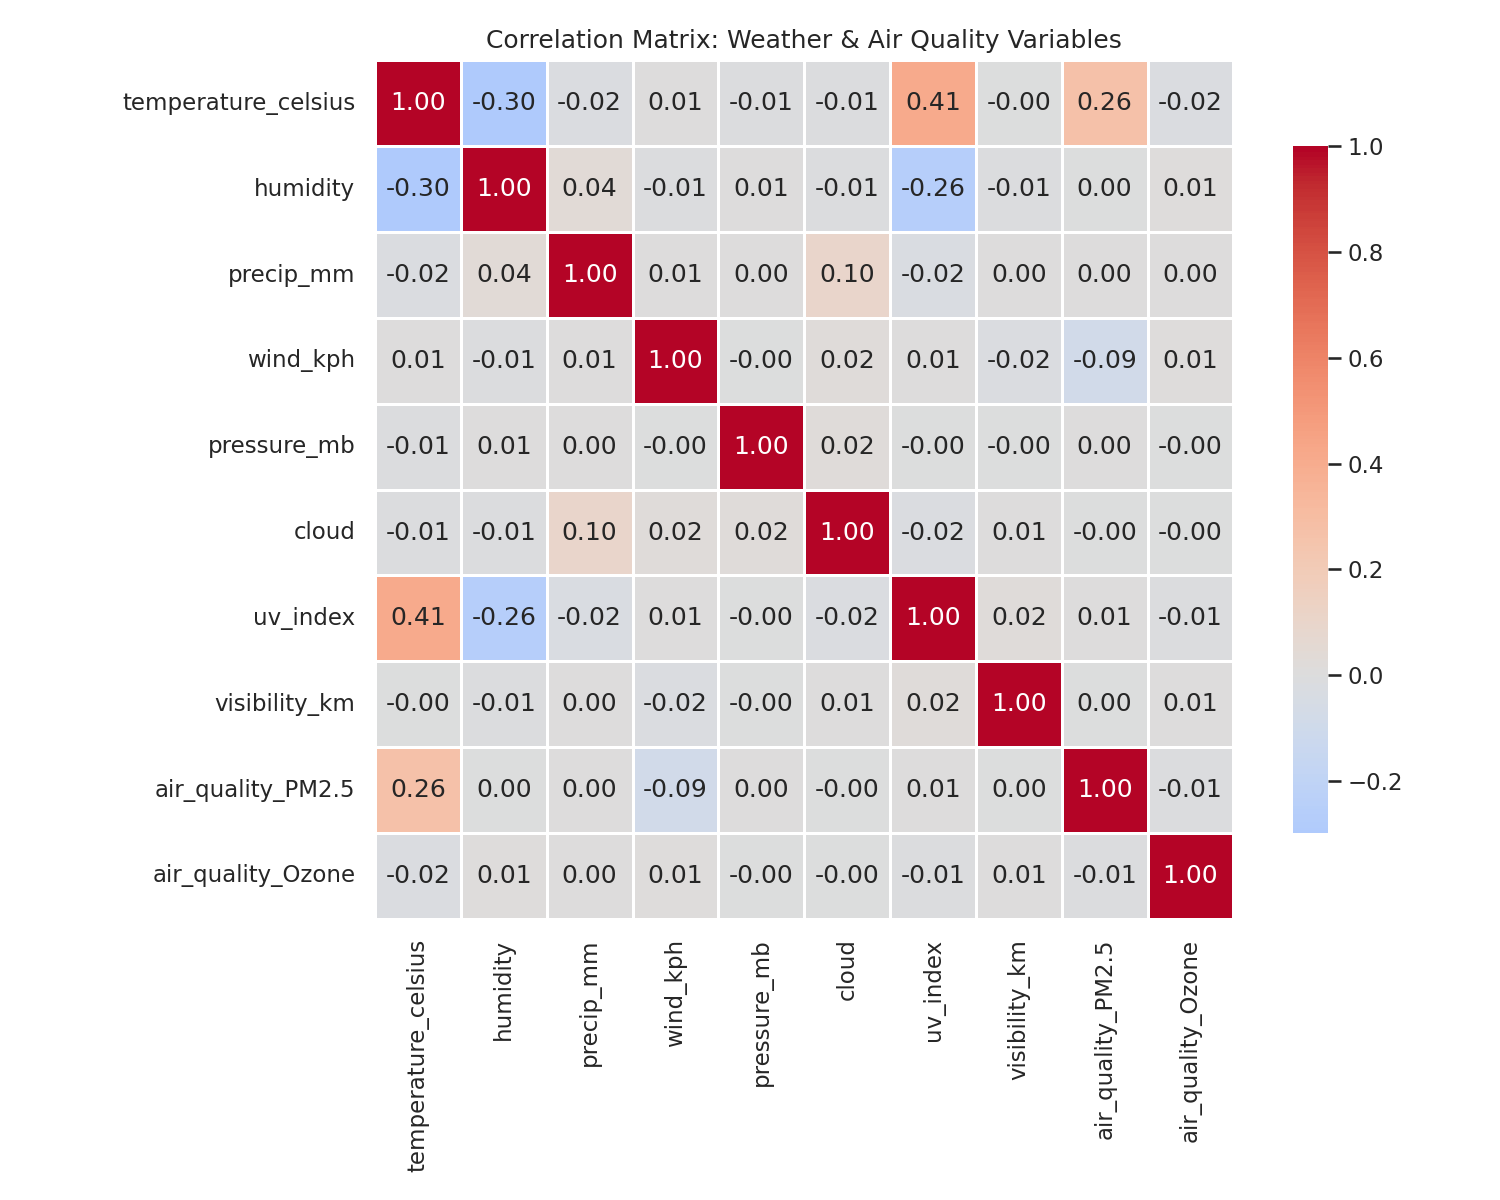 Correlation Matrix: Weather & Air Quality Variables
temperature_celsius 1.00 -0.30 -0.02 0.01 -0.01 -0.01 0.41 -0.00 0.26 -0.02
humidity -0.30 1.00 0.04 -0.01 0.01 -0.01 -0.26 -0.01 0.00 0.01
precip_mm -0.02 0.04 1.00 0.01 0.00 0.10 -0.02 0.00 0.00 0.00
wind_kph 0.01 -0.01 0.01 1.00 -0.00 0.02 0.01 -0.02 -0.09 0.01
pressure_mb -0.01 0.01 0.00 -0.00 1.00 0.02 -0.00 -0.00 0.00 -0.00
cloud -0.01 -0.01 0.10 0.02 0.02 1.00 -0.02 0.01 -0.00 -0.00
uv_index 0.41 -0.26 -0.02 0.01 -0.00 -0.02 1.00 0.02 0.01 -0.01
visibility_km -0.00 -0.01 0.00 -0.02 -0.00 0.01 0.02 1.00 0.00 0.01
air_quality_PM2.5 0.26 0.00 0.00 -0.09 0.00 -0.00 0.01 0.00 1.00 -0.01
air_quality_Ozone -0.02 0.01 0.00 0.01 -0.00 -0.00 -0.01 0.01 -0.01 1.00
temperature_celsius
humidity
precip_mm
wind_kph
pressure_mb
cloud
uv_index
visibility_km
air_quality_PM2.5
air_quality_Ozone
1.0
0.8
0.6
0.4
0.2
0.0
−0.2